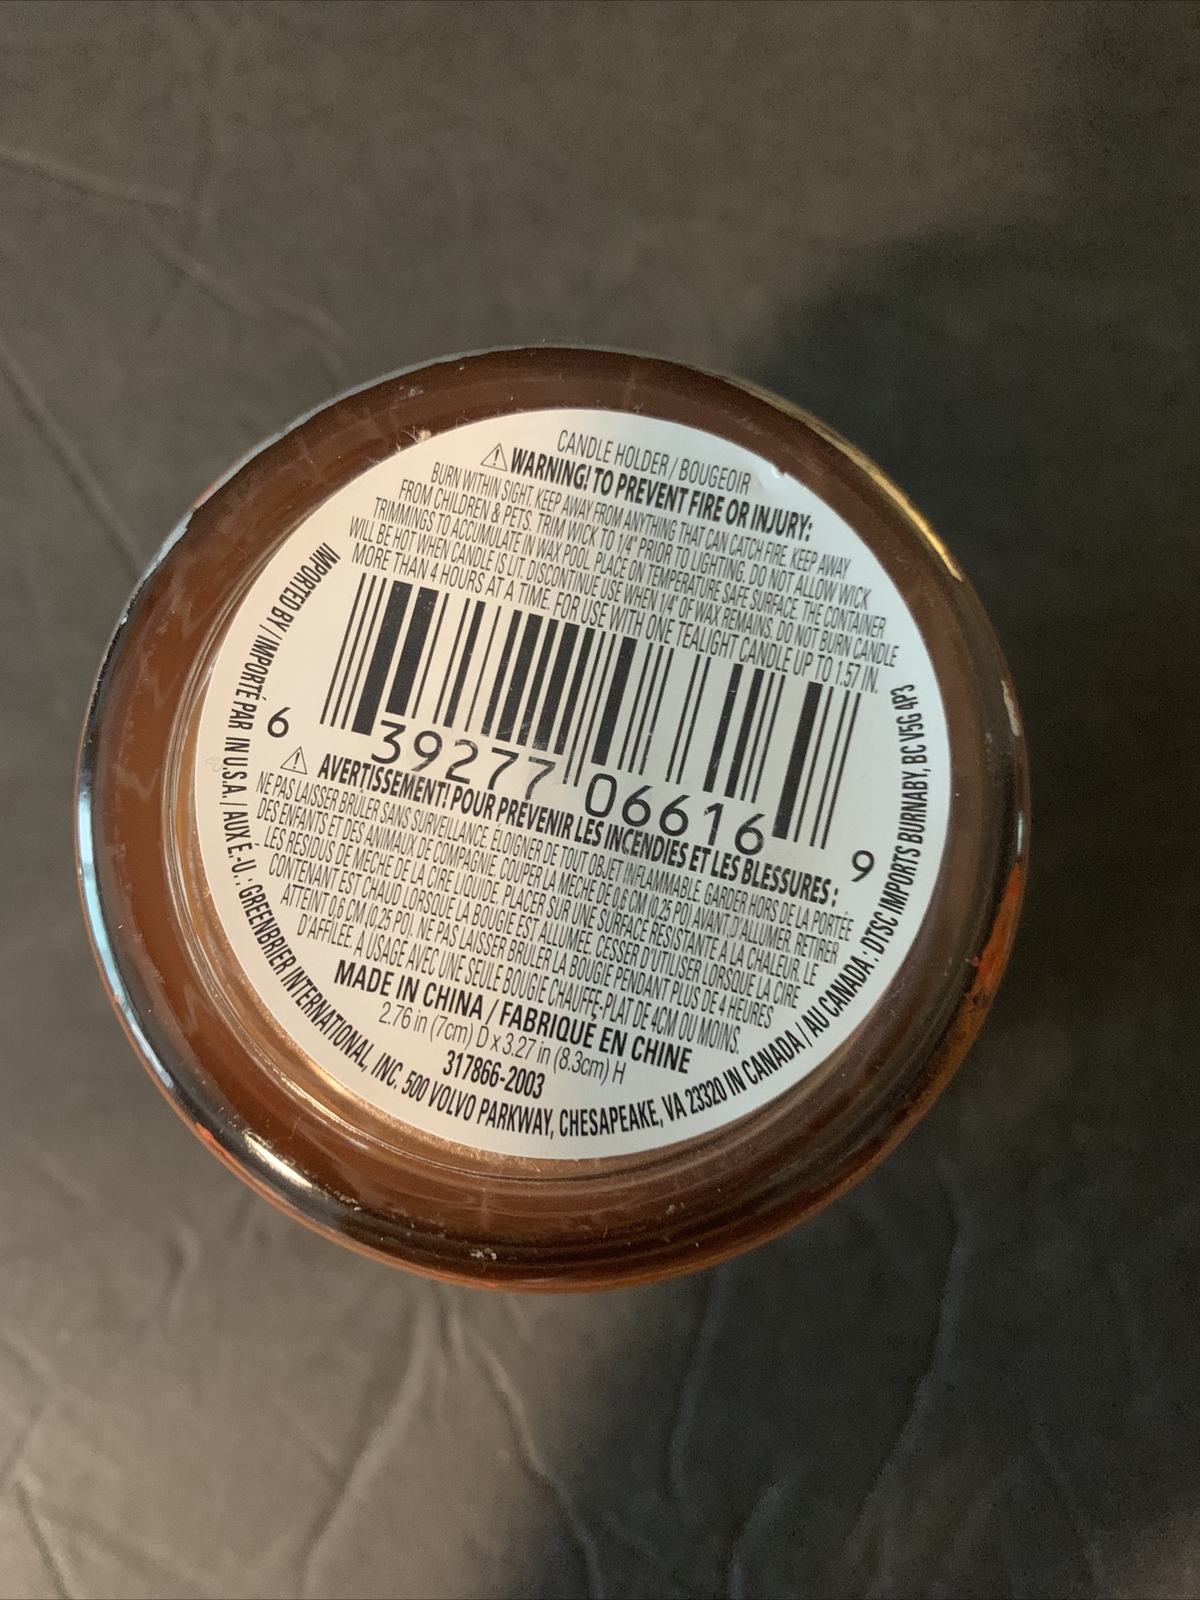 CANDLE HOLDER / BOUGEOIR
⚠ WARNING! TO PREVENT FIRE OR INJURY:
BURN WITHIN SIGHT. KEEP AWAY FROM ANYTHING THAT CAN CATCH FIRE. KEEP AWAY
FROM CHILDREN & PETS. TRIM WICK TO 1/4" PRIOR TO LIGHTING. DO NOT ALLOW WICK
TRIMMINGS TO ACCUMULATE IN WAX POOL. PLACE ON TEMPERATURE SAFE SURFACE. THE CONTAINER
WILL BE HOT WHEN CANDLE IS LIT. DISCONTINUE USE WHEN 1/4" OF WAX REMAINS. DO NOT BURN CANDLE
MORE THAN 4 HOURS AT A TIME. FOR USE WITH ONE TEALIGHT CANDLE UP TO 1.57 IN.
6 39277 06616 9
⚠ AVERTISSEMENT! POUR PRÉVENIR LES INCENDIES ET LES BLESSURES :
NE PAS LAISSER BRÛLER SANS SURVEILLANCE. ÉLOIGNER DE TOUT OBJET INFLAMMABLE. GARDER HORS DE LA PORTÉE
DES ENFANTS ET DES ANIMAUX DE COMPAGNIE. COUPER LA MÈCHE DE 0,6 CM (0,25 PO) AVANT D'ALLUMER. RETIRER
LES RÉSIDUS DE MÈCHE DE LA CIRE LIQUIDE. PLACER SUR UNE SURFACE RÉSISTANTE À LA CHALEUR. LE
CONTENANT EST CHAUD LORSQUE LA BOUGIE EST ALLUMÉE. CESSER D'UTILISER LORSQUE LA CIRE
ATTEINT 0,6 CM (0,25 PO). NE PAS LAISSER BRÛLER LA BOUGIE PENDANT PLUS DE 4 HEURES
D'AFFILÉE. À USAGE AVEC UNE SEULE BOUGIE CHAUFFE-PLAT DE 4CM OU MOINS.
MADE IN CHINA / FABRIQUÉ EN CHINE
2.76 in (7cm) D x 3.27 in (8.3cm) H
317866-2003
IMPORTED BY / IMPORTÉ PAR IN U.S.A. / AUX É.-U. : GREENBRIER INTERNATIONAL, INC. 500 VOLVO PARKWAY, CHESAPEAKE, VA 23320 IN CANADA / AU CANADA : DTSC IMPORTS BURNABY, BC V5G 4P3